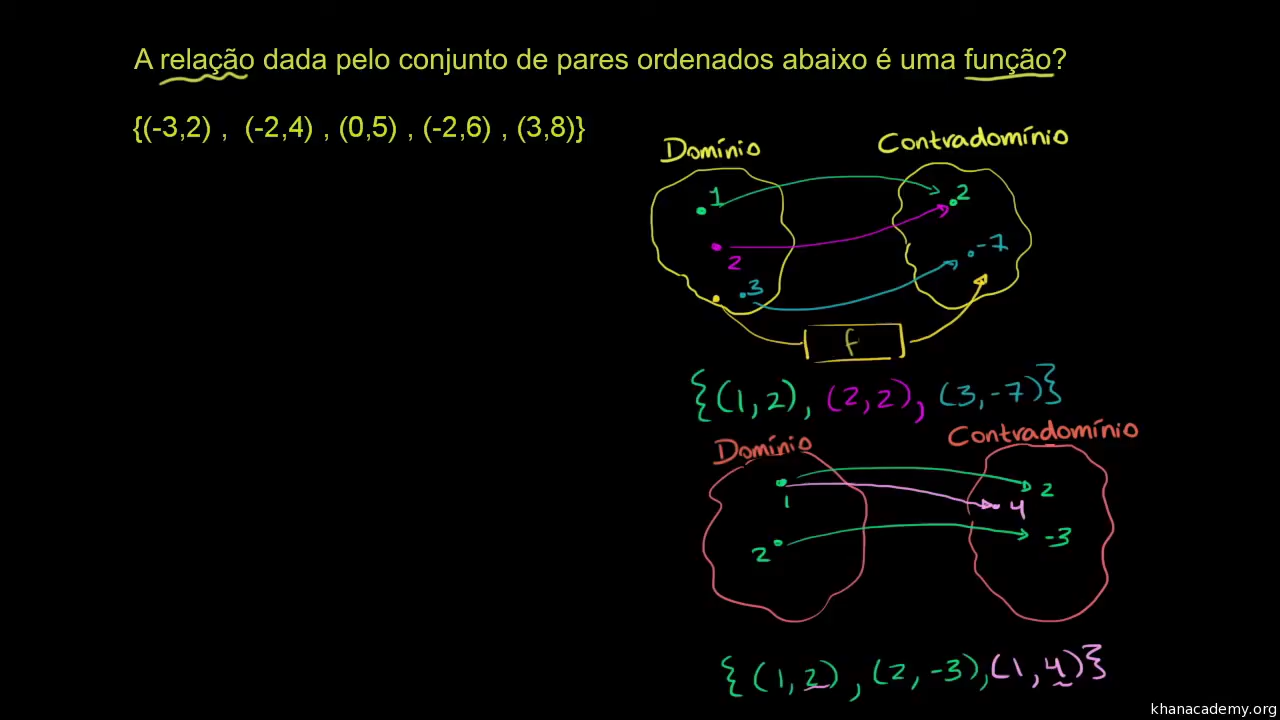 A relação dada pelo conjunto de pares ordenados abaixo é uma função?
{(-3,2) , (-2,4) , (0,5) , (-2,6) , (3,8)}
Domínio
Contradomínio
1
2
2
-7
3
f
{(1,2), (2,2), (3,-7)}
Domínio
Contradomínio
1
2
4
2
-3
{(1,2), (2,-3), (1,4)}
khanacademy.org